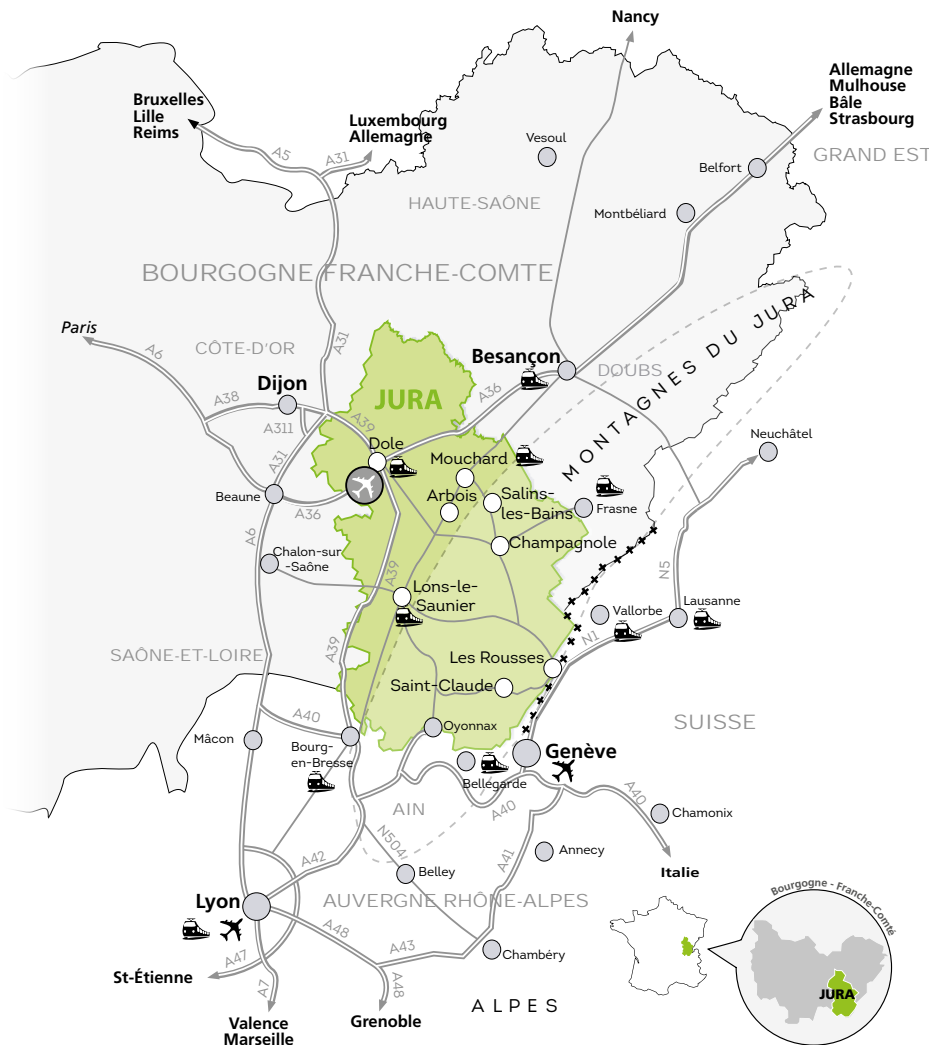 Nancy
Allemagne
Mulhouse
Bâle
Strasbourg
Bruxelles
Lille
Reims
Luxembourg
Allemagne
A5
A31
Vesoul
Belfort
GRAND EST
HAUTE-SAÔNE
Montbéliard
BOURGOGNE FRANCHE-COMTE
MONTAGNES DU JURA
Paris
A6
A31
CÔTE-D'OR
Besançon
DOUBS
Dijon
A38
A311
A39
JURA
A36
Dole
Neuchâtel
Mouchard
A31
Beaune
A36
Arbois
Salins-
les-Bains
Frasne
A6
Champagnole
Chalon-sur
-Saône
A39
N5
Lons-le-
Saunier
Vallorbe
Lausanne
N1
A39
SAÔNE-ET-LOIRE
Les Rousses
Saint-Claude
SUISSE
A40
Mâcon
Bourg-
en-Bresse
Oyonnax
Genève
Bellegarde
A40
A40
AIN
Chamonix
N504
A42
A41
Annecy
Belley
Italie
Lyon
AUVERGNE RHÔNE-ALPES
A48
A43
Chambéry
A47
St-Étienne
A7
A48
ALPES
Valence
Marseille
Grenoble
Bourgogne - Franche-Comté
JURA